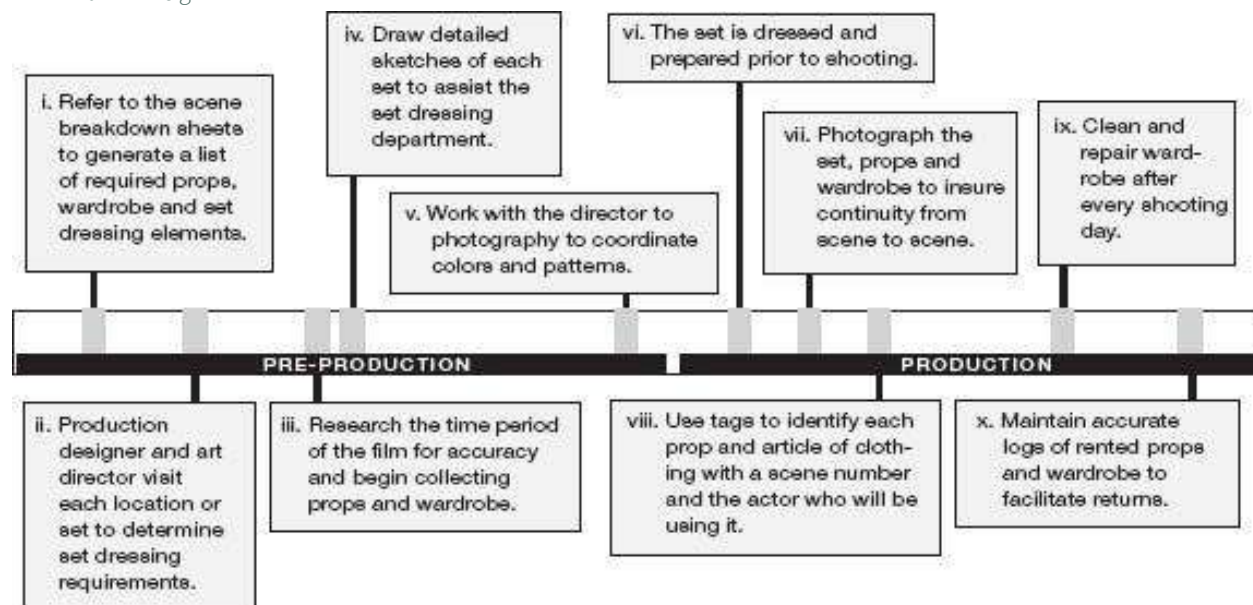 i. Refer to the scene
breakdown sheets
to generate a list
of required props,
wardrobe and set
dressing elements.
iv. Draw detailed
sketches of each
set to assist the
set dressing
department.
v. Work with the director to
photography to coordinate
colors and patterns.
vi. The set is dressed and
prepared prior to shooting.
vii. Photograph the
set, props and
wardrobe to insure
continuity from
scene to scene.
ix. Clean and
repair ward-
robe after
every shooting
day.
PRE-PRODUCTION
PRODUCTION
ii. Production
designer and art
director visit
each location or
set to determine
set dressing
requirements.
iii. Research the time period
of the film for accuracy
and begin collecting
props and wardrobe.
viii. Use tags to identify each
prop and article of cloth-
ing with a scene number
and the actor who will be
using it.
x. Maintain accurate
logs of rented props
and wardrobe to
facilitate returns.